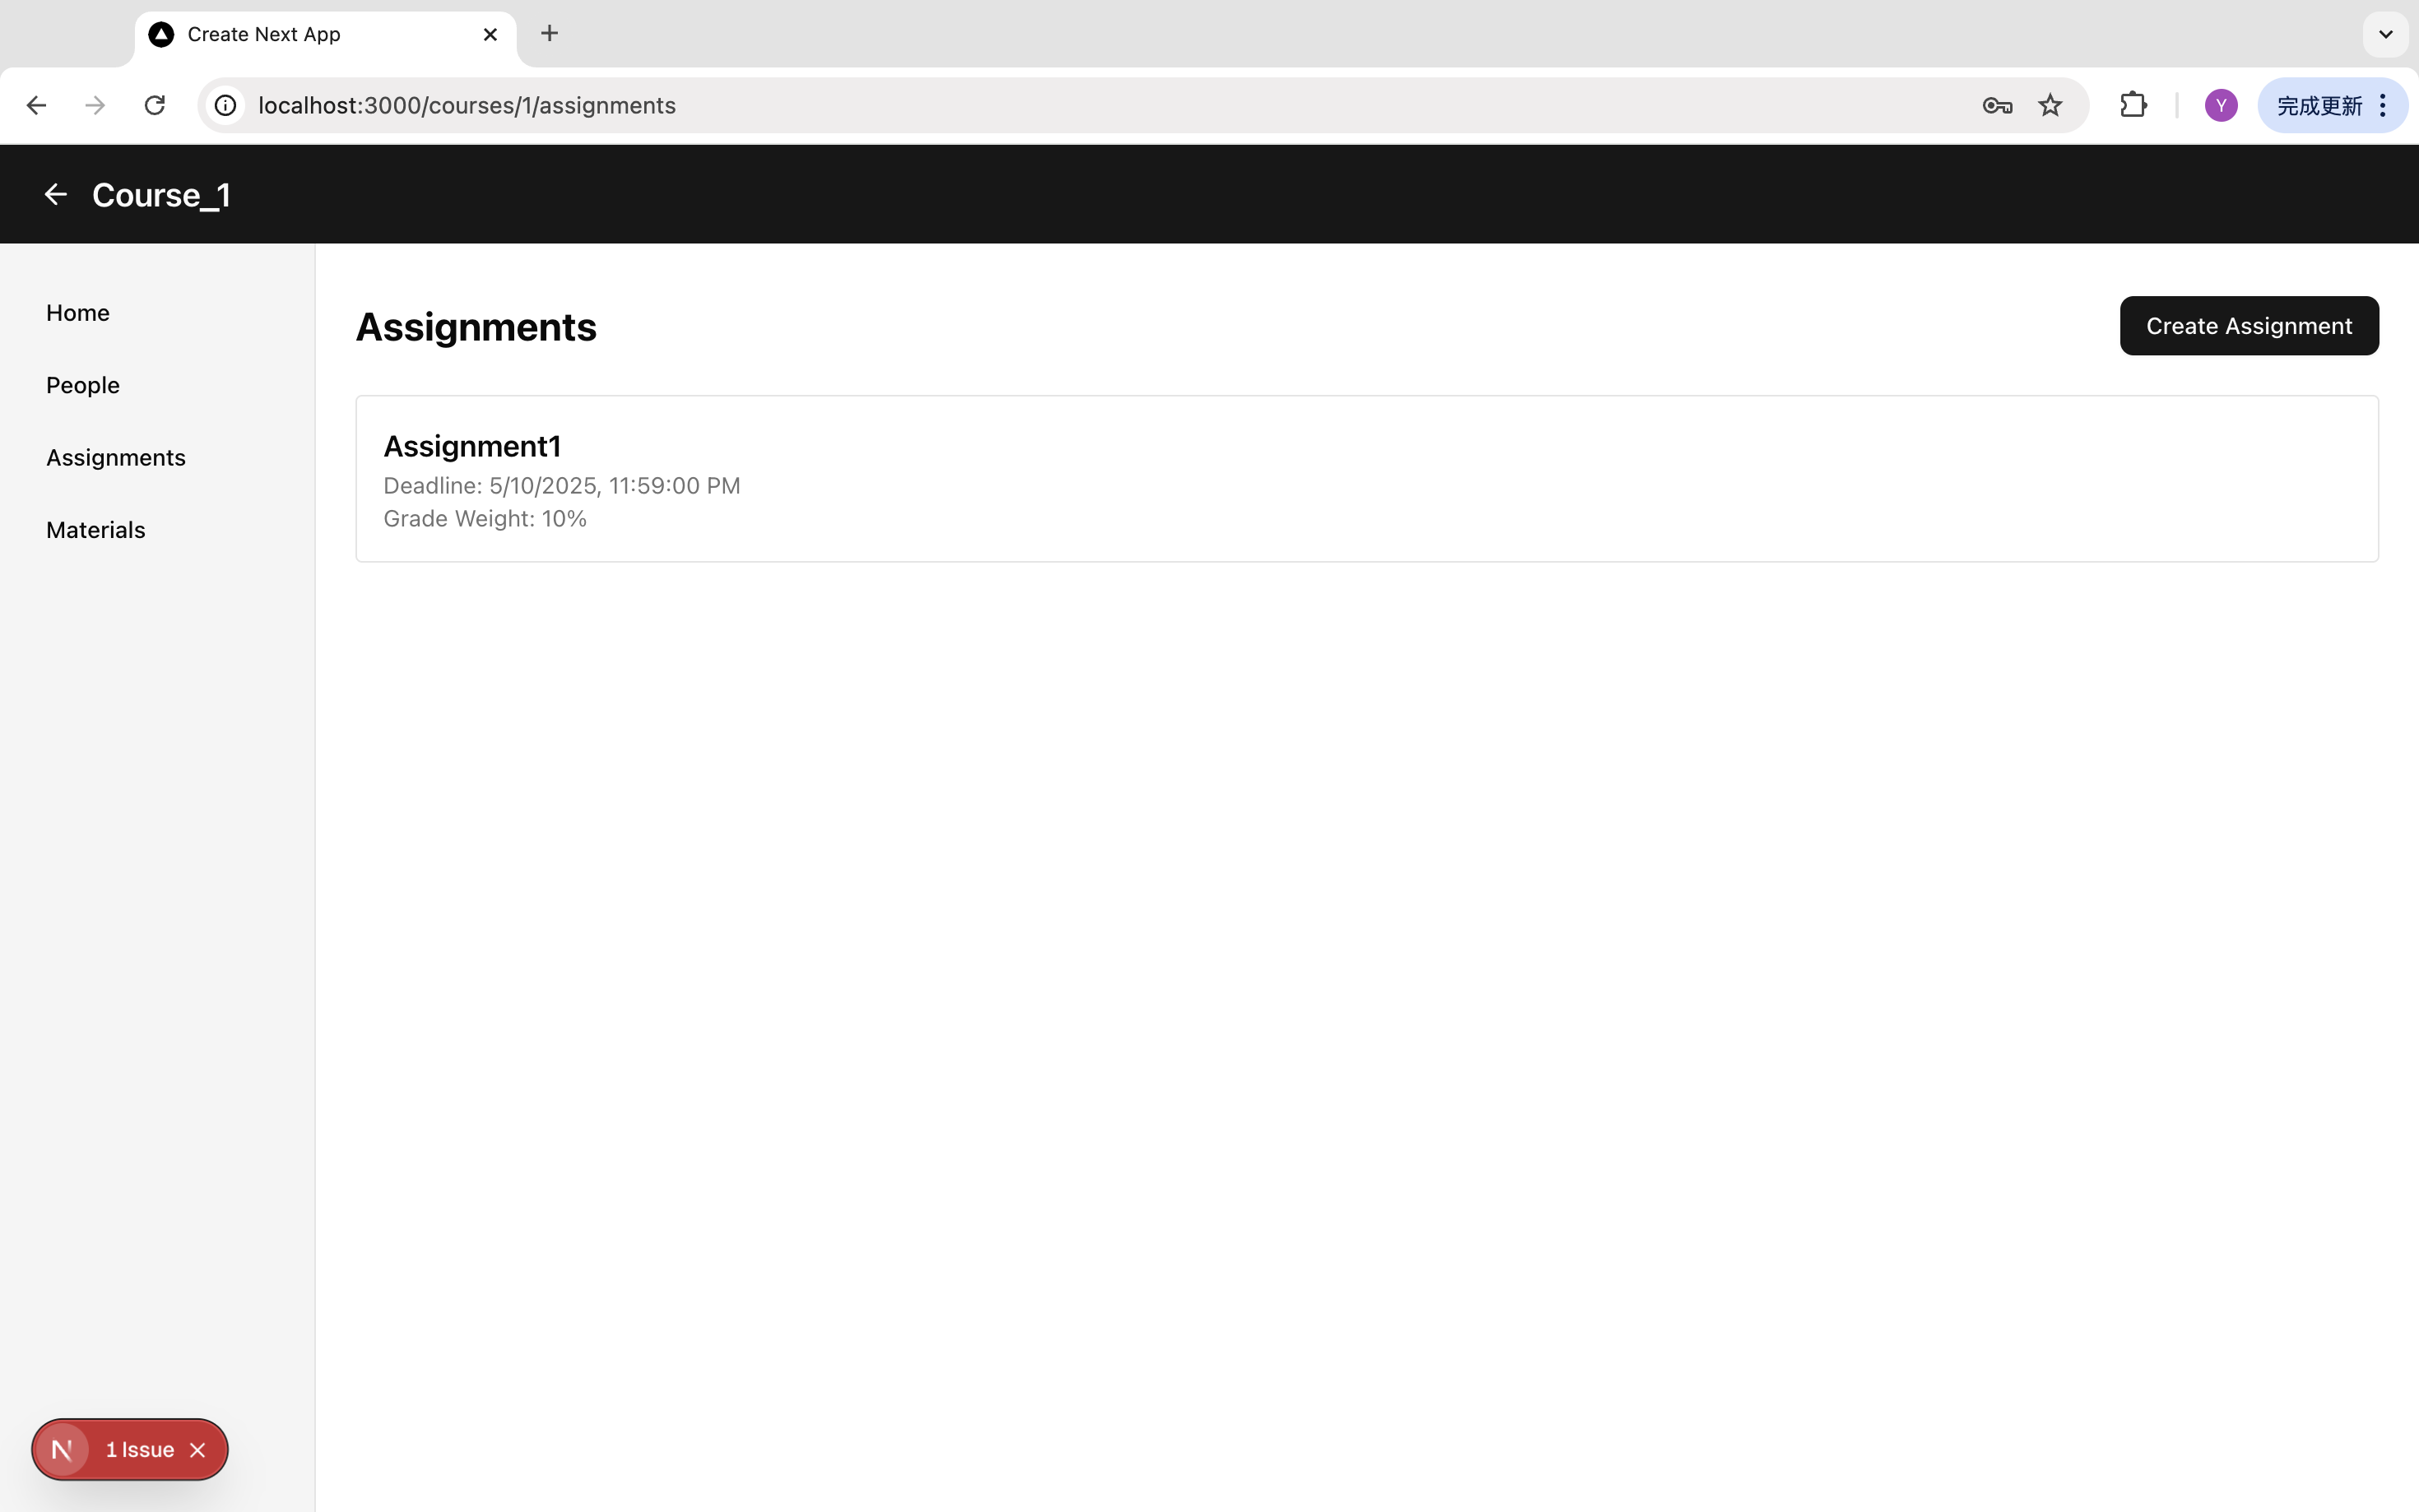 Create Next App
localhost:3000/courses/1/assignments
Y
完成更新
Course_1
Home
People
Assignments
Materials
Assignments
Create Assignment
Assignment1
Deadline: 5/10/2025, 11:59:00 PM
Grade Weight: 10%
N
1 Issue